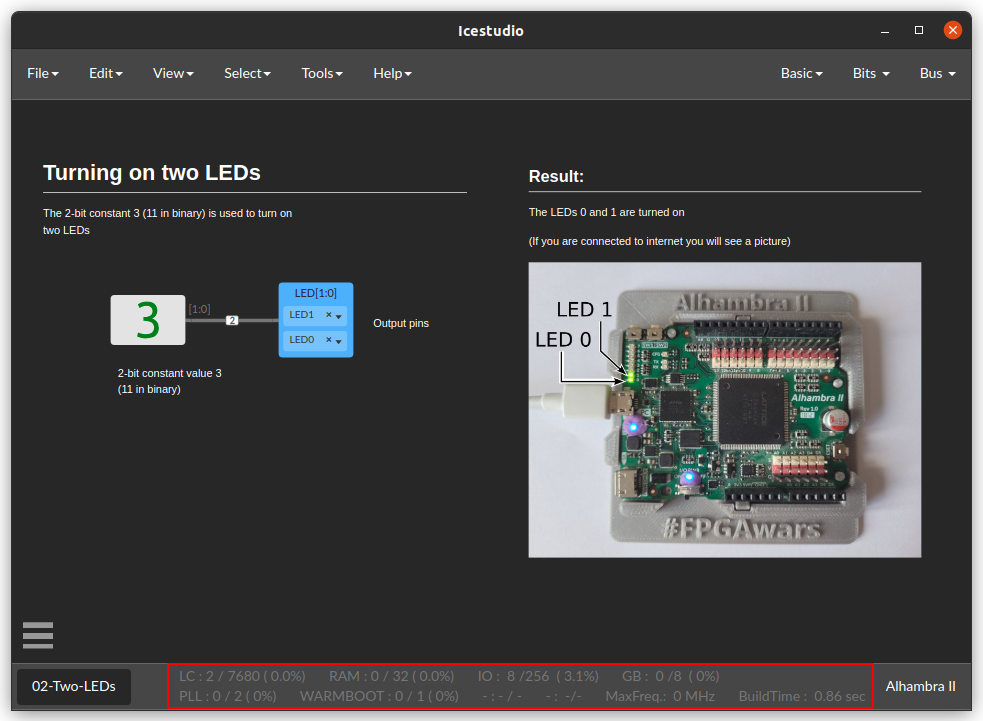 Icestudio
File Edit View Select Tools Help Basic Bits Bus
Turning on two LEDs
The 2-bit constant 3 (11 in binary) is used to turn on
two LEDs
3
[1:0]
2
LED[1:0]
LED1 ×
LED0 ×
Output pins
2-bit constant value 3
(11 in binary)
Result:
The LEDs 0 and 1 are turned on
(If you are connected to internet you will see a picture)
LED 1
LED 0
Alhambra II
Alhambra II
Rev 1.0
#FPGAwars
02-Two-LEDs
LC : 2 / 7680 ( 0.0%) RAM : 0 / 32 (0.0%) IO : 8 /256 ( 3.1%) GB : 0 /8 (0%)
PLL : 0 / 2 ( 0%) WARMBOOT : 0 / 1 ( 0%) - : - / - - : -/- MaxFreq.: 0 MHz BuildTime : 0.86 sec
Alhambra II